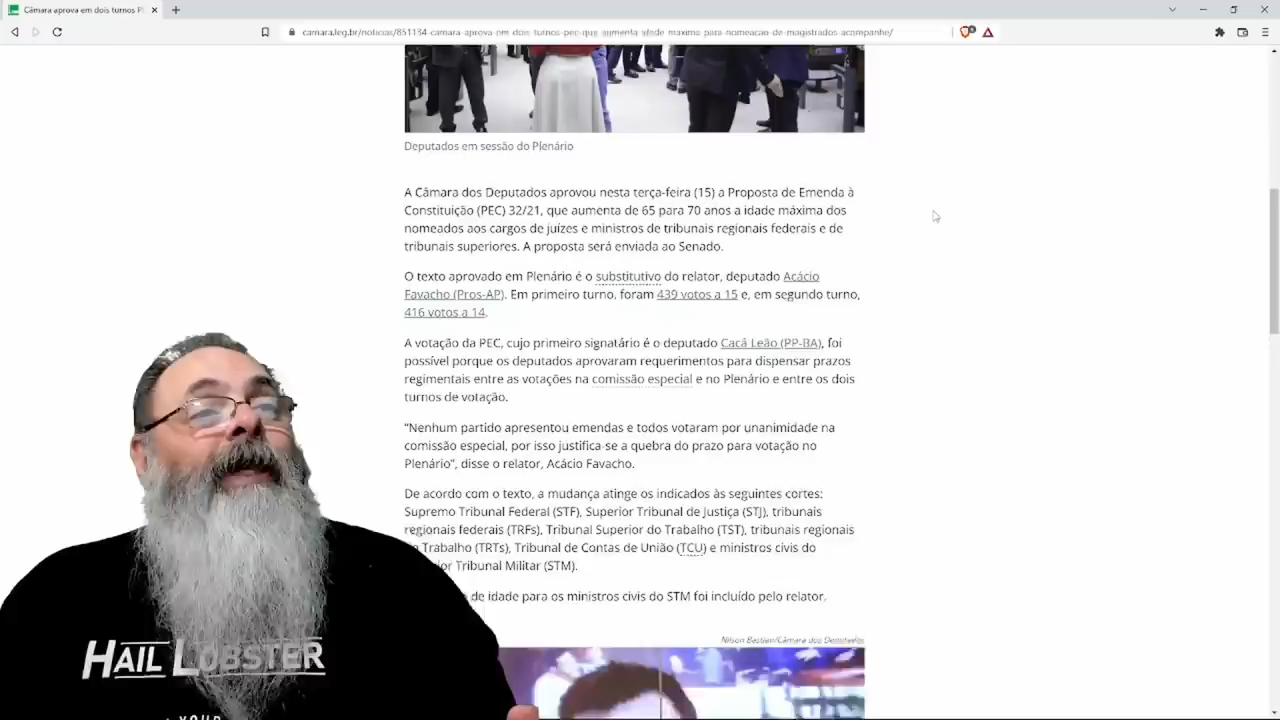 Câmara aprova em dois turnos P
camara.leg.br/noticias/851134-camara-aprova-em-dois-turnos-pec-que-aumenta-idade-maxima-para-nomeacao-de-magistrados-acompanhe/
Deputados em sessão do Plenário
A Câmara dos Deputados aprovou nesta terça-feira (15) a Proposta de Emenda à
Constituição (PEC) 32/21, que aumenta de 65 para 70 anos a idade máxima dos
nomeados aos cargos de juízes e ministros de tribunais regionais federais e de
tribunais superiores. A proposta será enviada ao Senado.
O texto aprovado em Plenário é o substitutivo do relator, deputado Acácio
Favacho (Pros-AP). Em primeiro turno, foram 439 votos a 15 e, em segundo turno,
416 votos a 14.
A votação da PEC, cujo primeiro signatário é o deputado Cacá Leão (PP-BA), foi
possível porque os deputados aprovaram requerimentos para dispensar prazos
regimentais entre as votações na comissão especial e no Plenário e entre os dois
turnos de votação.
"Nenhum partido apresentou emendas e todos votaram por unanimidade na
comissão especial, por isso justifica-se a quebra do prazo para votação no
Plenário", disse o relator, Acácio Favacho.
De acordo com o texto, a mudança atinge os indicados às seguintes cortes:
Supremo Tribunal Federal (STF), Superior Tribunal de Justiça (STJ), tribunais
regionais federais (TRFs), Tribunal Superior do Trabalho (TST), tribunais regionais
Trabalho (TRTs), Tribunal de Contas de União (TCU) e ministros civis do
ior Tribunal Militar (STM).
de idade para os ministros civis do STM foi incluído pelo relator.
Nilson Bastian/Câmara dos Deputados
HAIL LOBSTER
YOUR